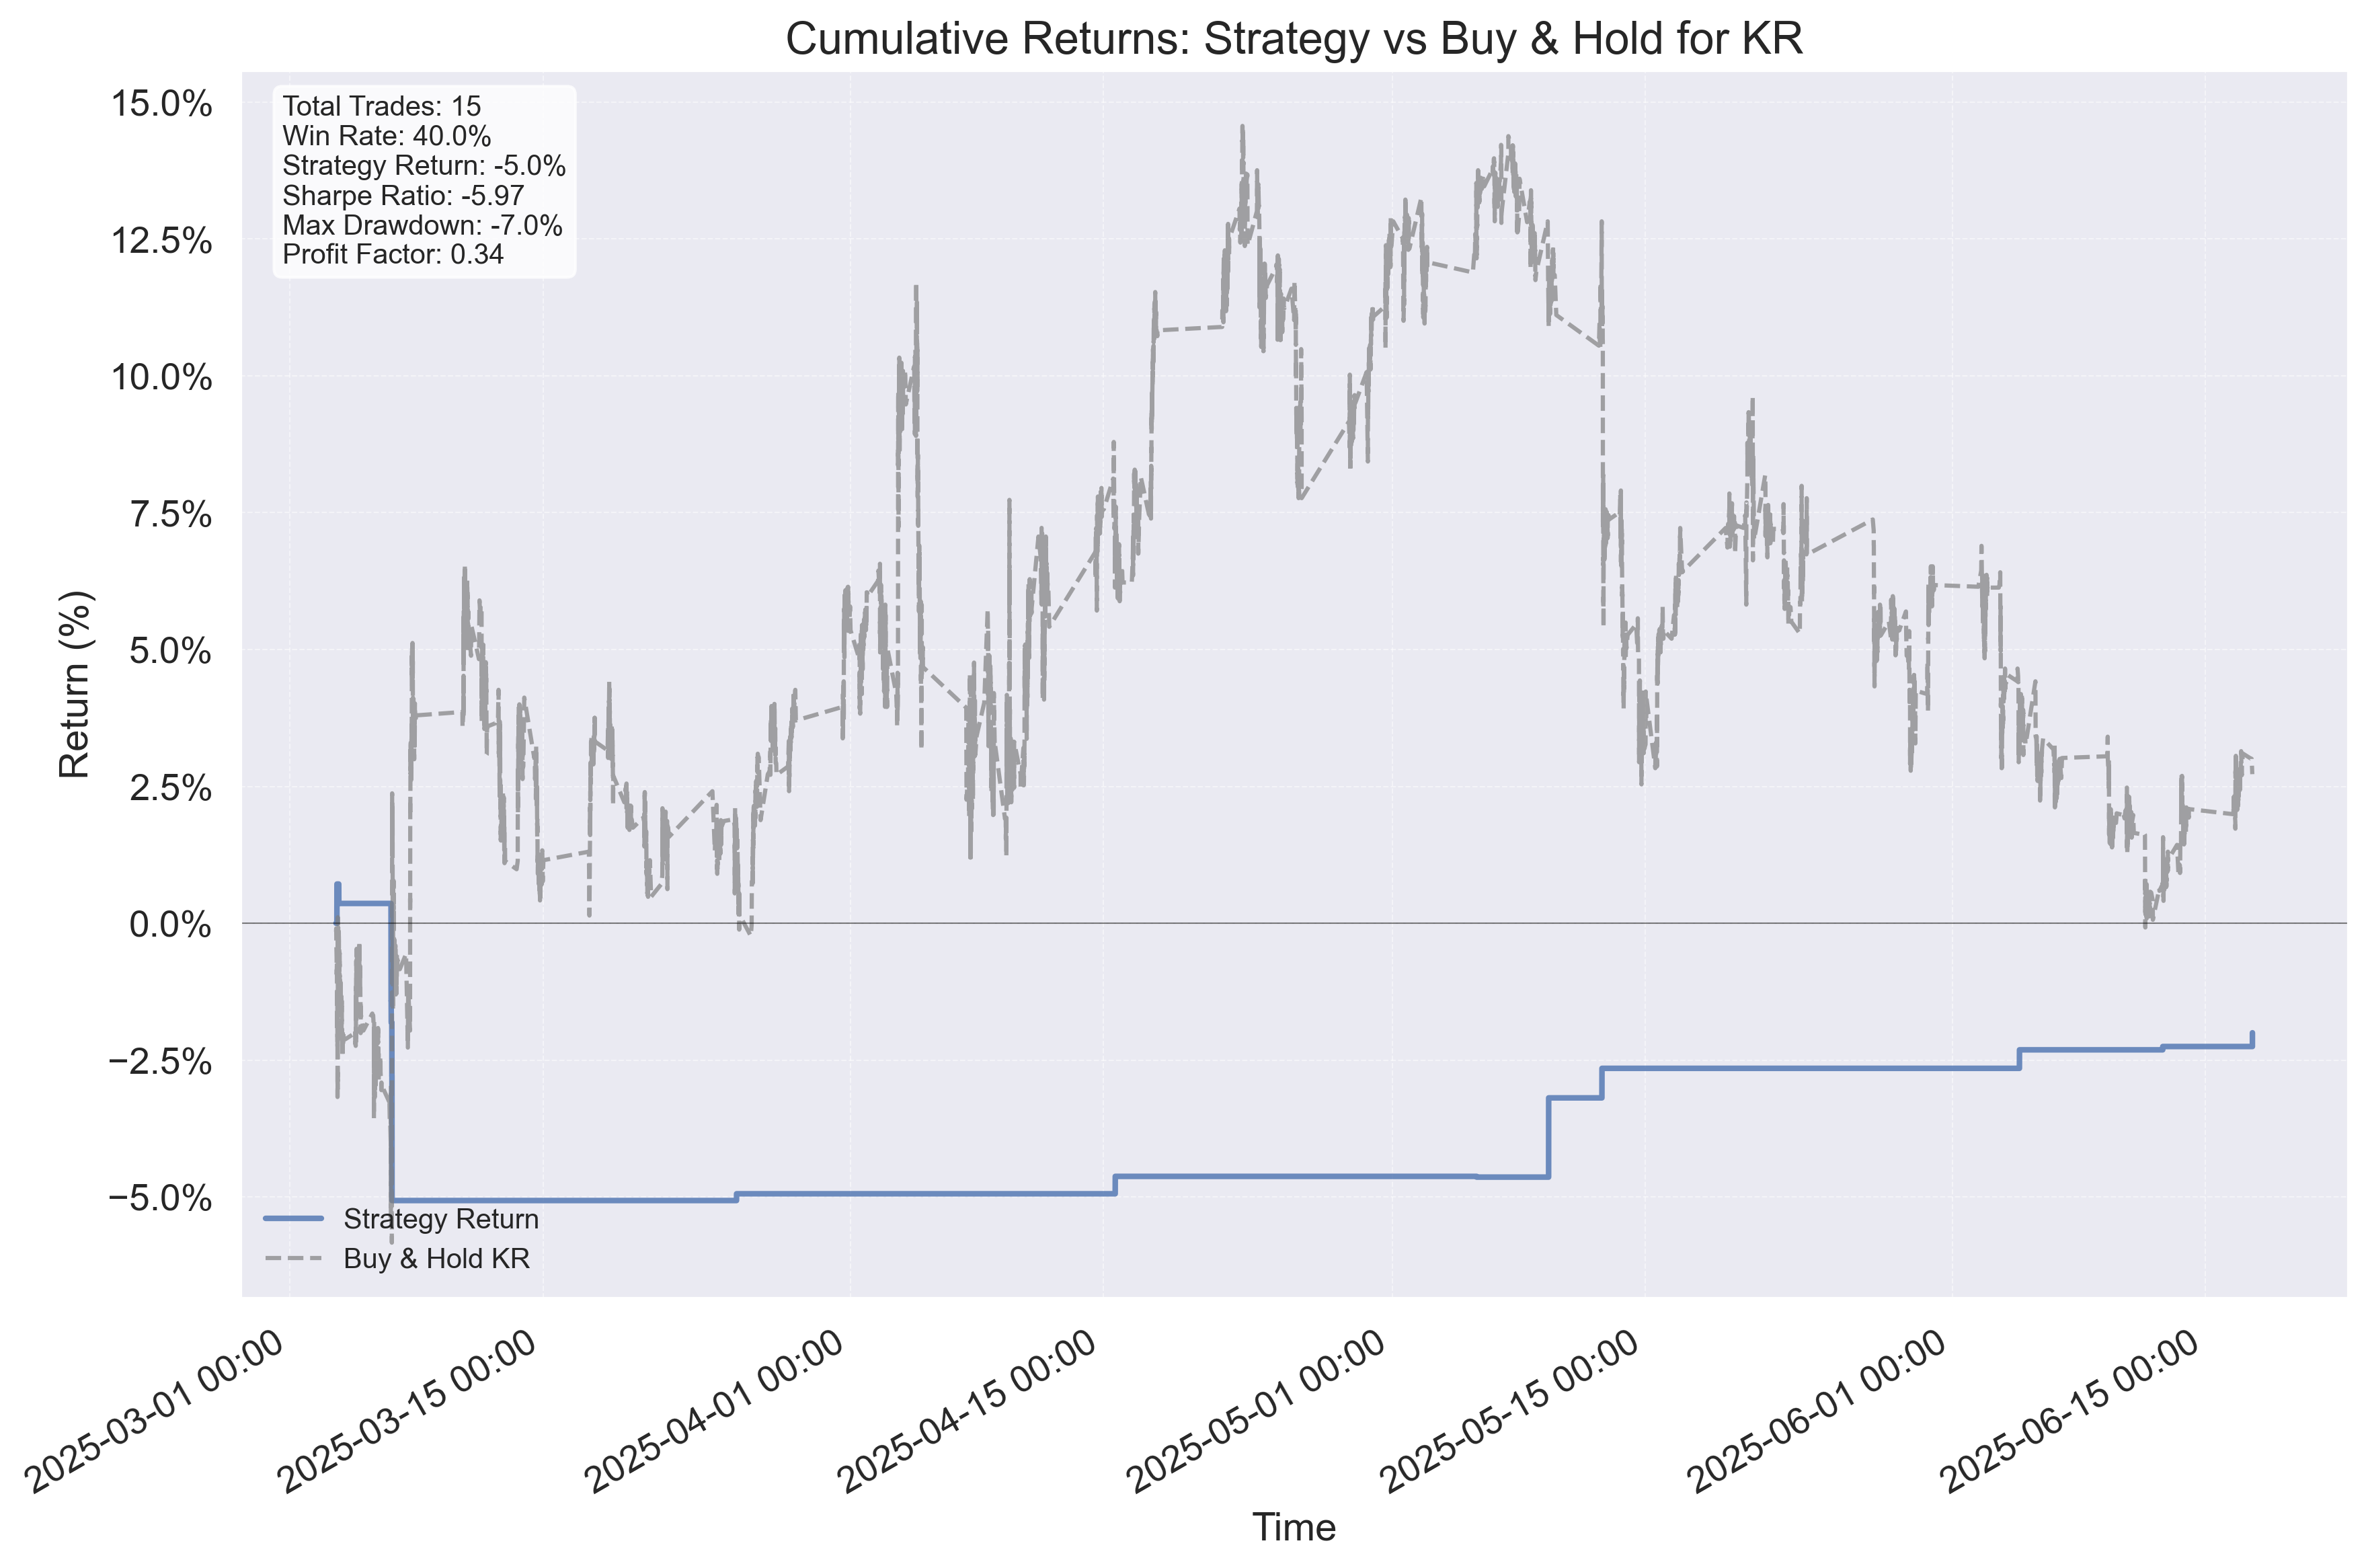 Cumulative Returns: Strategy vs Buy & Hold for KR
Total Trades: 15
Win Rate: 40.0%
Strategy Return: -5.0%
Sharpe Ratio: -5.97
Max Drawdown: -7.0%
Profit Factor: 0.34
15.0%
12.5%
10.0%
7.5%
5.0%
2.5%
0.0%
−2.5%
−5.0%
Return (%)
Strategy Return
Buy & Hold KR
2025-03-01 00:00
2025-03-15 00:00
2025-04-01 00:00
2025-04-15 00:00
2025-05-01 00:00
2025-05-15 00:00
2025-06-01 00:00
2025-06-15 00:00
Time